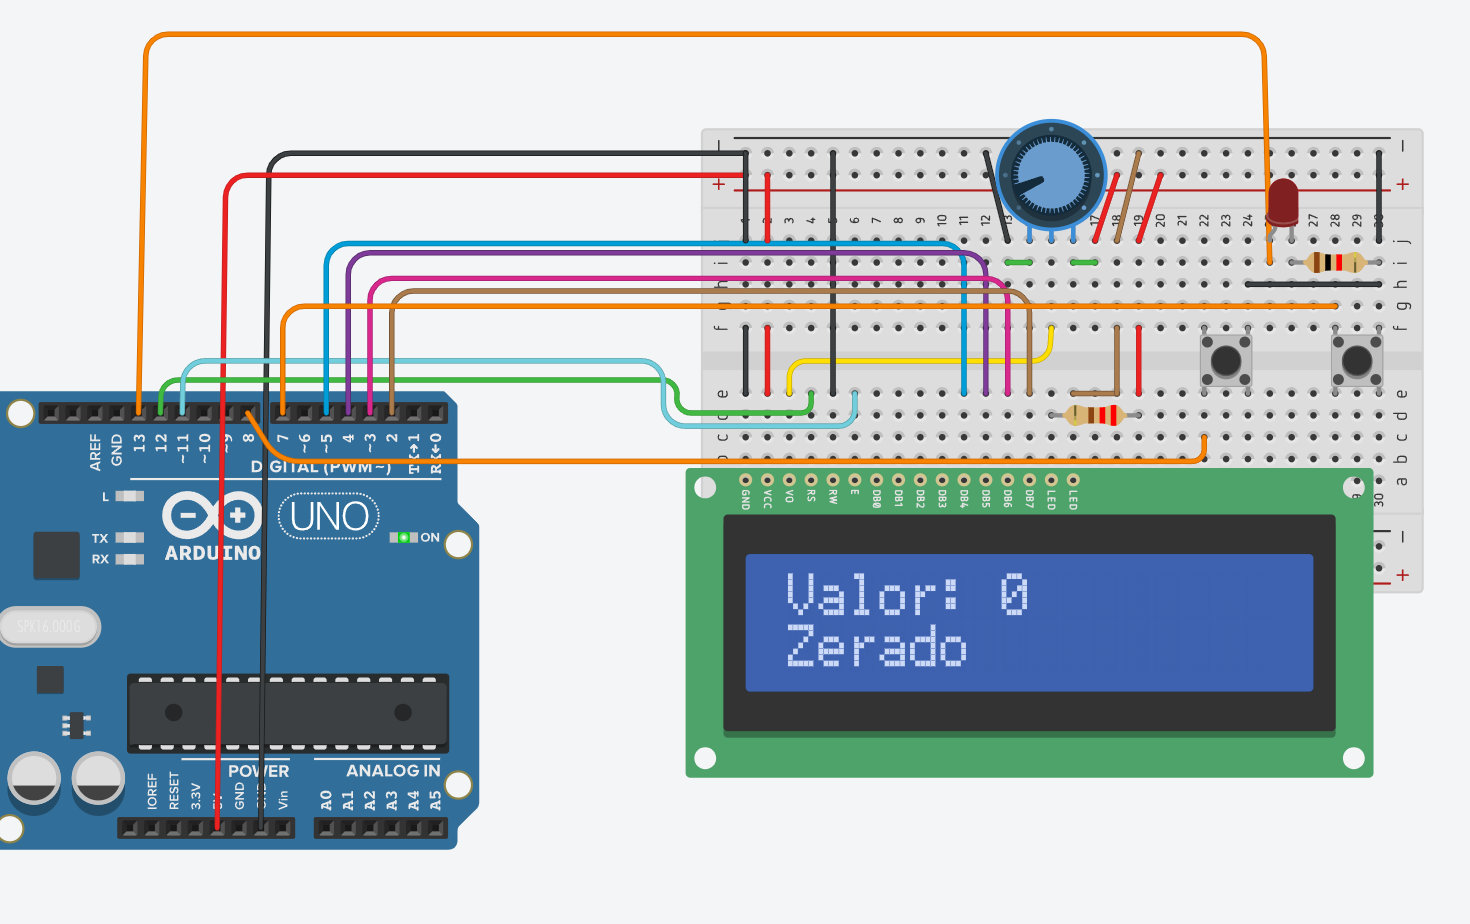 − −
+ +
1 2 3 4 5 6 7 8 9 10 11 12 13 17 18 19 20 21 22 23 24 27 28 29 30
j
i i
h h
g g
f f
e e
d d
c c
b b
a
30
−
+
AREF GND 13 12 ~11 ~10 ~9 8 7 ~6 ~5 4 ~3 2 TX→1 RX←0
DIGITAL (PWM~)
L
TX
RX
ARDUINO
UNO
ON
SPK16.000G
POWER
ANALOG IN
IOREF RESET 3.3V 5V GND GND Vin
A0 A1 A2 A3 A4 A5
GND VCC VO RS RW E DB0 DB1 DB2 DB3 DB4 DB5 DB6 DB7 LED LED
Valor: 0
Zerado